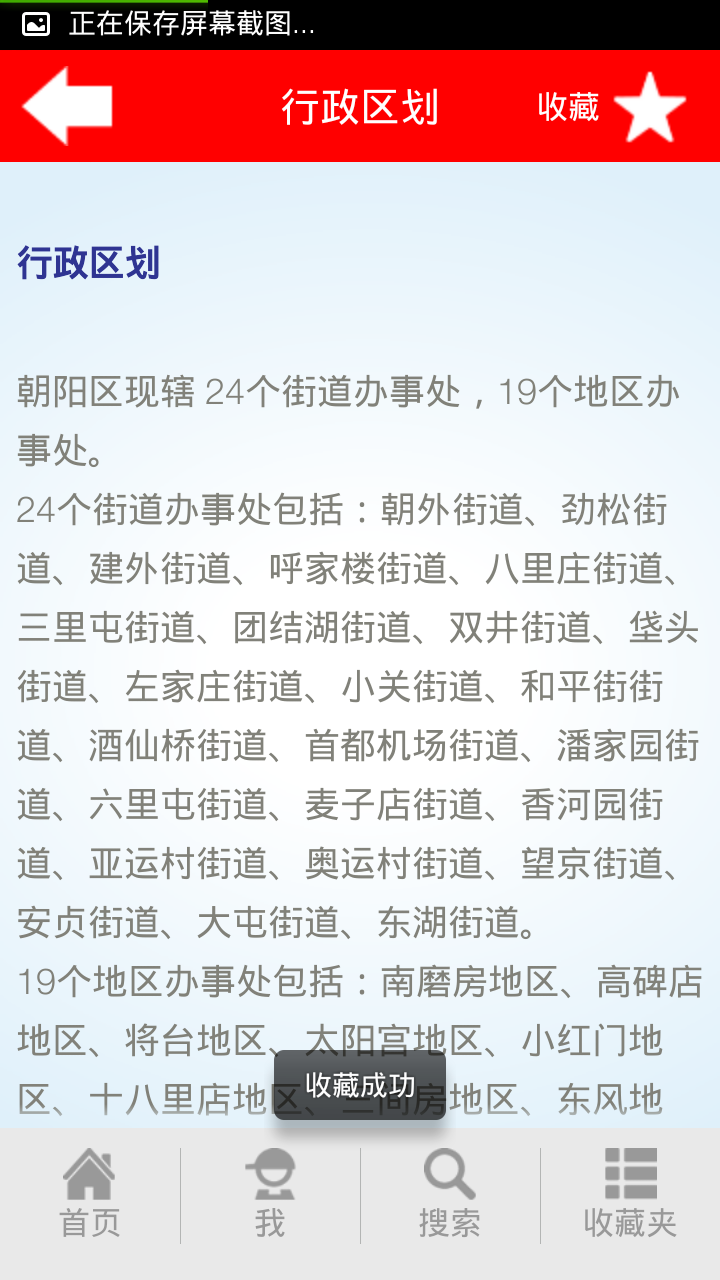 正在保存屏幕截图...
行政区划
收藏
行政区划
朝阳区现辖 24个街道办事处，19个地区办
事处。
24个街道办事处包括：朝外街道、劲松街
道、建外街道、呼家楼街道、八里庄街道、
三里屯街道、团结湖街道、双井街道、垡头
街道、左家庄街道、小关街道、和平街街
道、酒仙桥街道、首都机场街道、潘家园街
道、六里屯街道、麦子店街道、香河园街
道、亚运村街道、奥运村街道、望京街道、
安贞街道、大屯街道、东湖街道。
19个地区办事处包括：南磨房地区、高碑店
地区、将台地区、太阳宫地区、小红门地
区、十八里店地区、三间房地区、东风地
收藏成功
首页
我
搜索
收藏夹